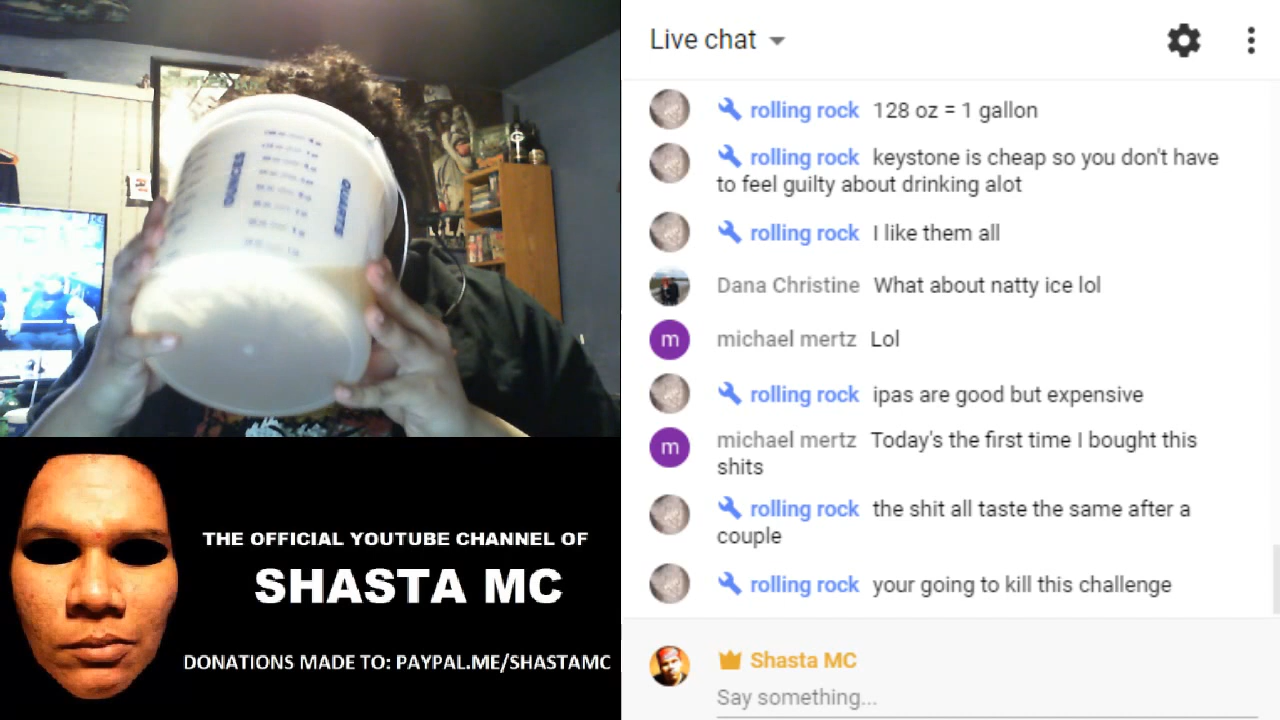 OUNCES
QUARTS
THE OFFICIAL YOUTUBE CHANNEL OF
SHASTA MC
DONATIONS MADE TO: PAYPAL.ME/SHASTAMC
Live chat
rolling rock 128 oz = 1 gallon
rolling rock keystone is cheap so you don't have
to feel guilty about drinking alot
rolling rock I like them all
Dana Christine What about natty ice lol
m
michael mertz Lol
rolling rock ipas are good but expensive
m
michael mertz Today's the first time I bought this
shits
rolling rock the shit all taste the same after a
couple
rolling rock your going to kill this challenge
Shasta MC
Say something...